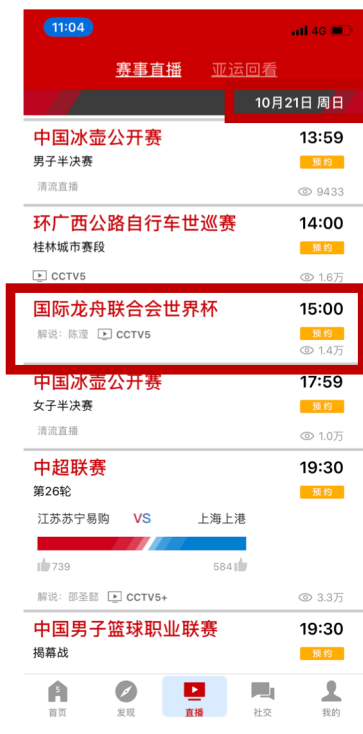 11:04
4G
赛事直播 亚运回看
10月21日 周日
中国冰壶公开赛 13:59
男子半决赛 预约
清流直播 9433
环广西公路自行车世巡赛 14:00
桂林城市赛段 预约
CCTV5 1.6万
国际龙舟联合会世界杯 15:00
解说：陈滢 CCTV5 预约
1.4万
中国冰壶公开赛 17:59
女子半决赛 预约
清流直播 1.0万
中超联赛 19:30
第26轮 预约
江苏苏宁易购 VS 上海上港
739 584
解说：邵圣懿 CCTV5+ 3.3万
中国男子篮球职业联赛 19:30
揭幕战 预约
首页 发现 直播 社交 我的